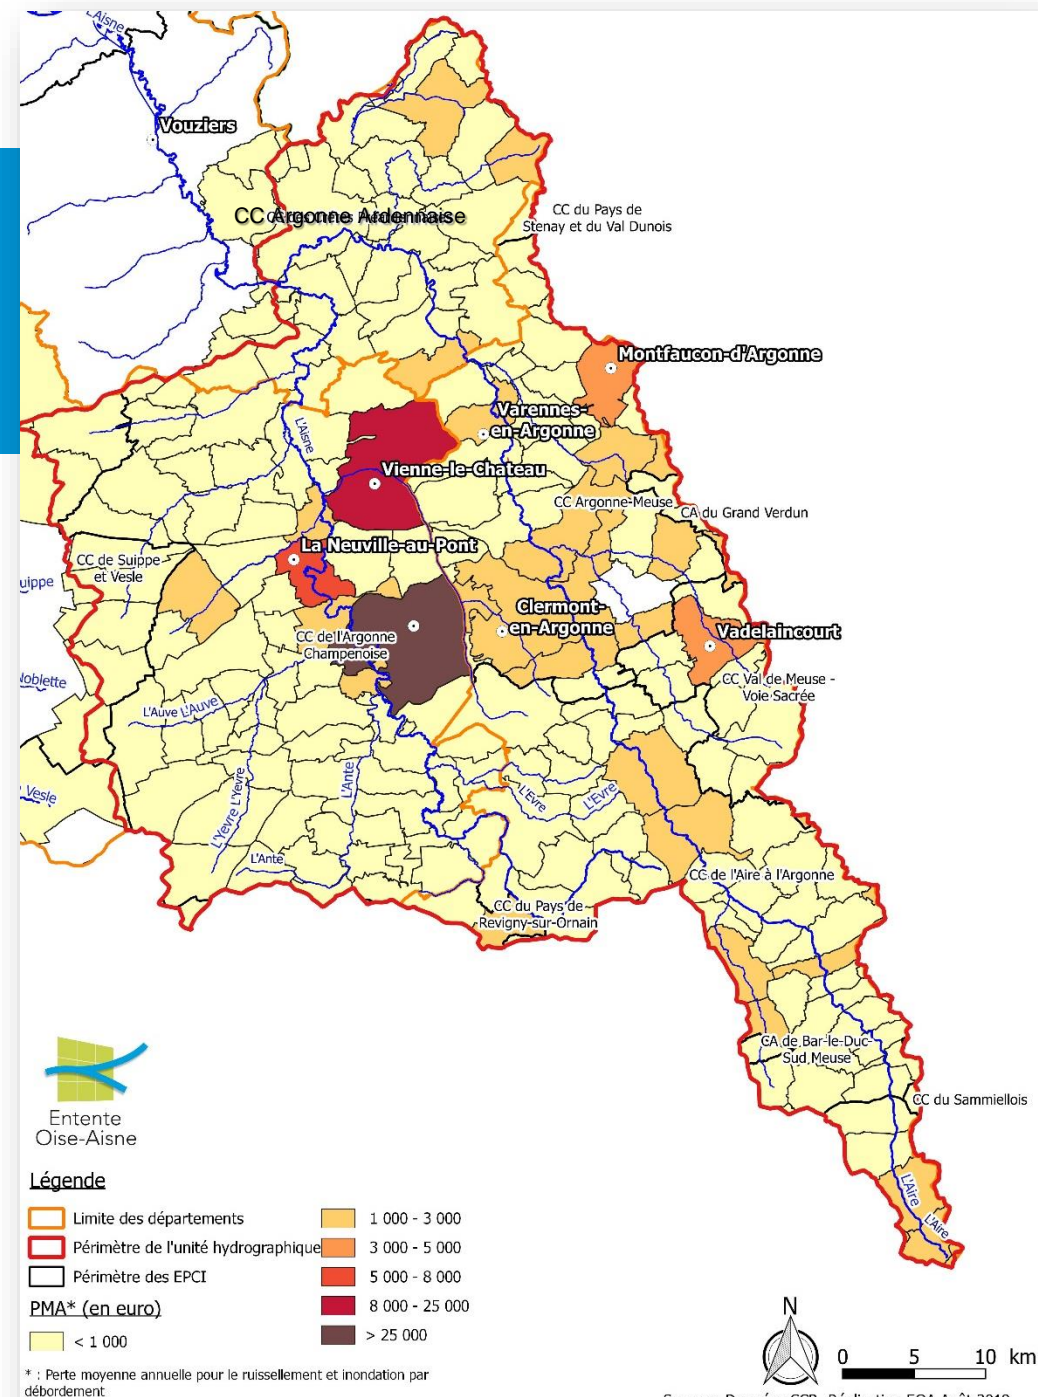 L'Aisne
Vouziers
CC Argonne Ardennaise
CC du Pays de
Stenay et du Val Dunois
Montfaucon-d'Argonne
Varennes-
en-Argonne
L'Aisne
Vienne-le-Chateau
CC Argonne-Meuse
CA du Grand Verdun
La Neuville-au-Pont
CC de Suippe
et Vesle
uippe
Clermont-
en-Argonne
Vadelaincourt
CC de l'Argonne
Champenoise
CC Val de Meuse -
Voie Sacrée
Noblette
L'Auve L'Auve
L'Yevre L'Yevre
L'Ante
L'Evre
L'Evre
Vesle
L'Ante
CC de l'Aire à l'Argonne
CC du Pays de
Revigny-sur-Ornain
CA de Bar-le-Duc-
Sud Meuse
CC du Sammiellois
L'Aire
L'Aire
Entente
Oise-Aisne
Légende
Limite des départements
Périmètre de l'unité hydrographique
Périmètre des EPCI
PMA* (en euro)
< 1 000
1 000 - 3 000
3 000 - 5 000
5 000 - 8 000
8 000 - 25 000
> 25 000
* : Perte moyenne annuelle pour le ruissellement et inondation par
débordement
N
0 5 10 km